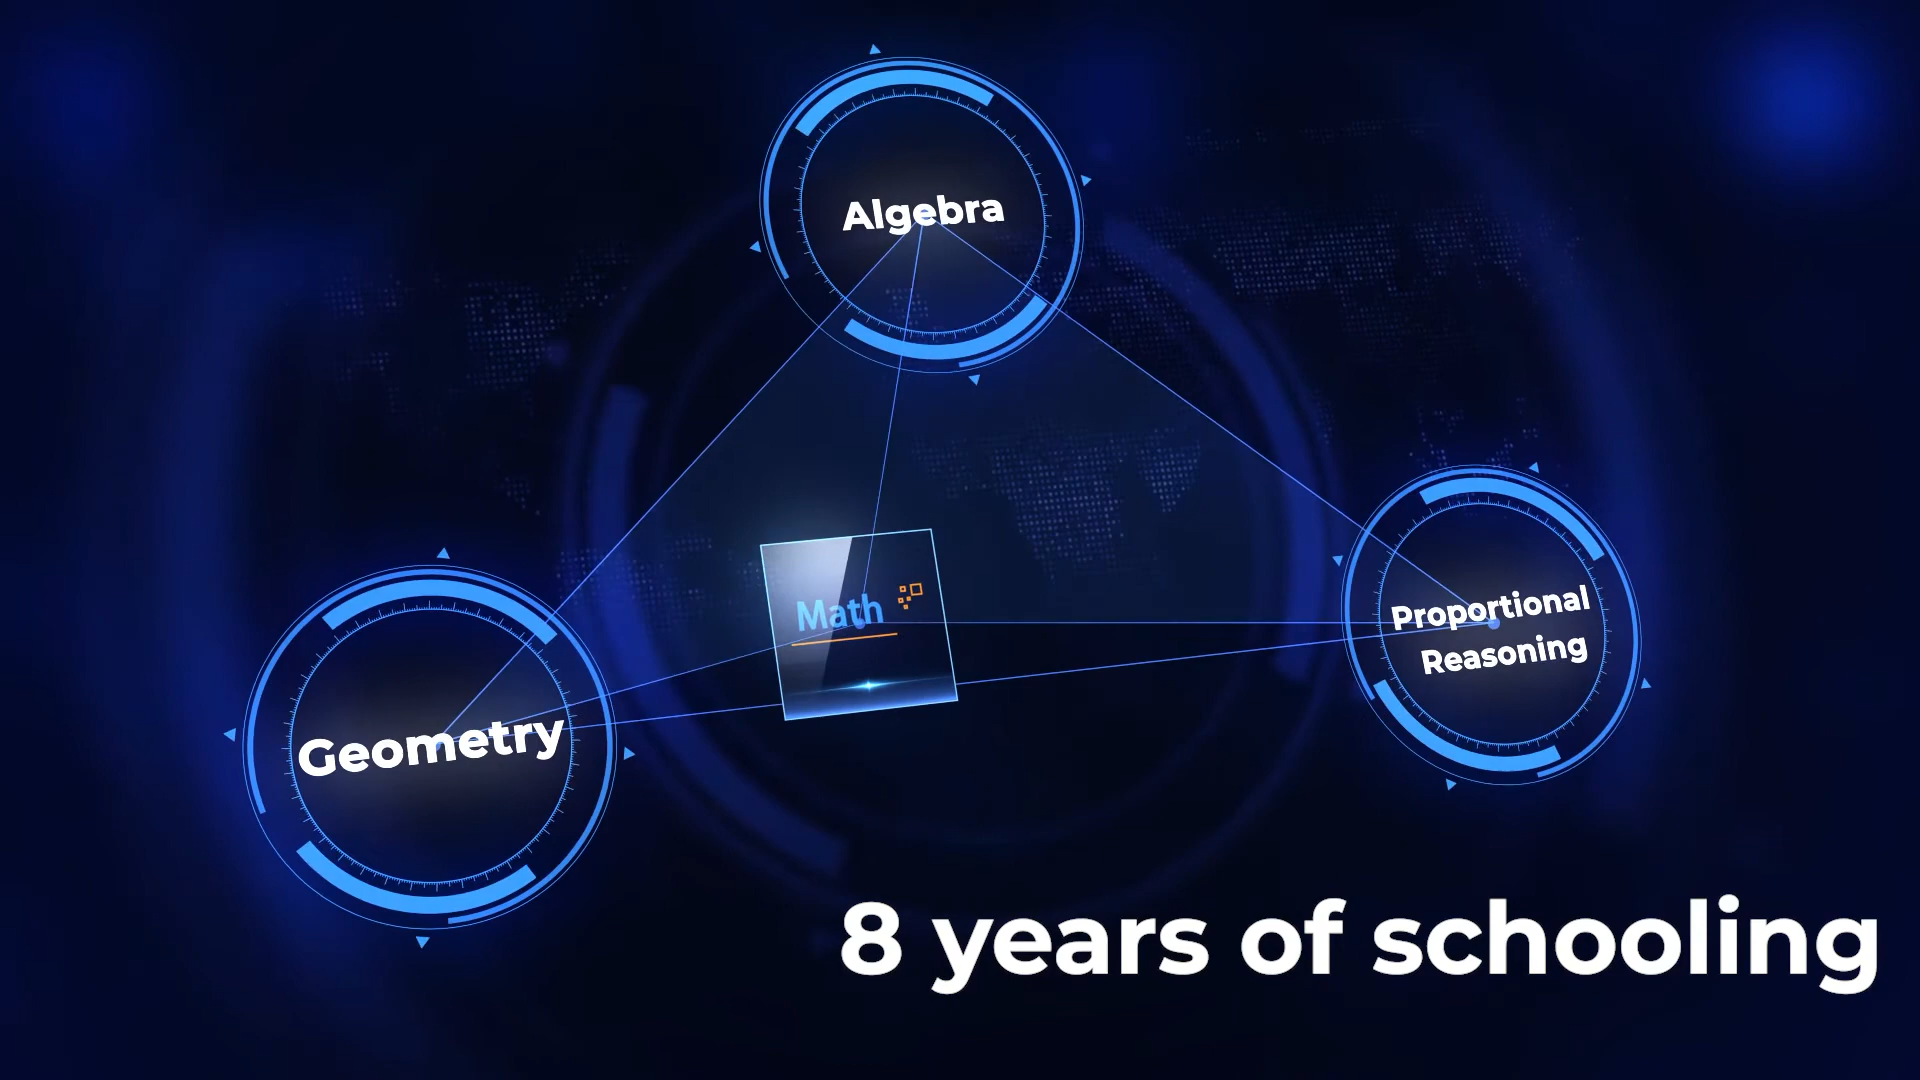 Algebra
Math
Proportional
Reasoning
Geometry
8 years of schooling